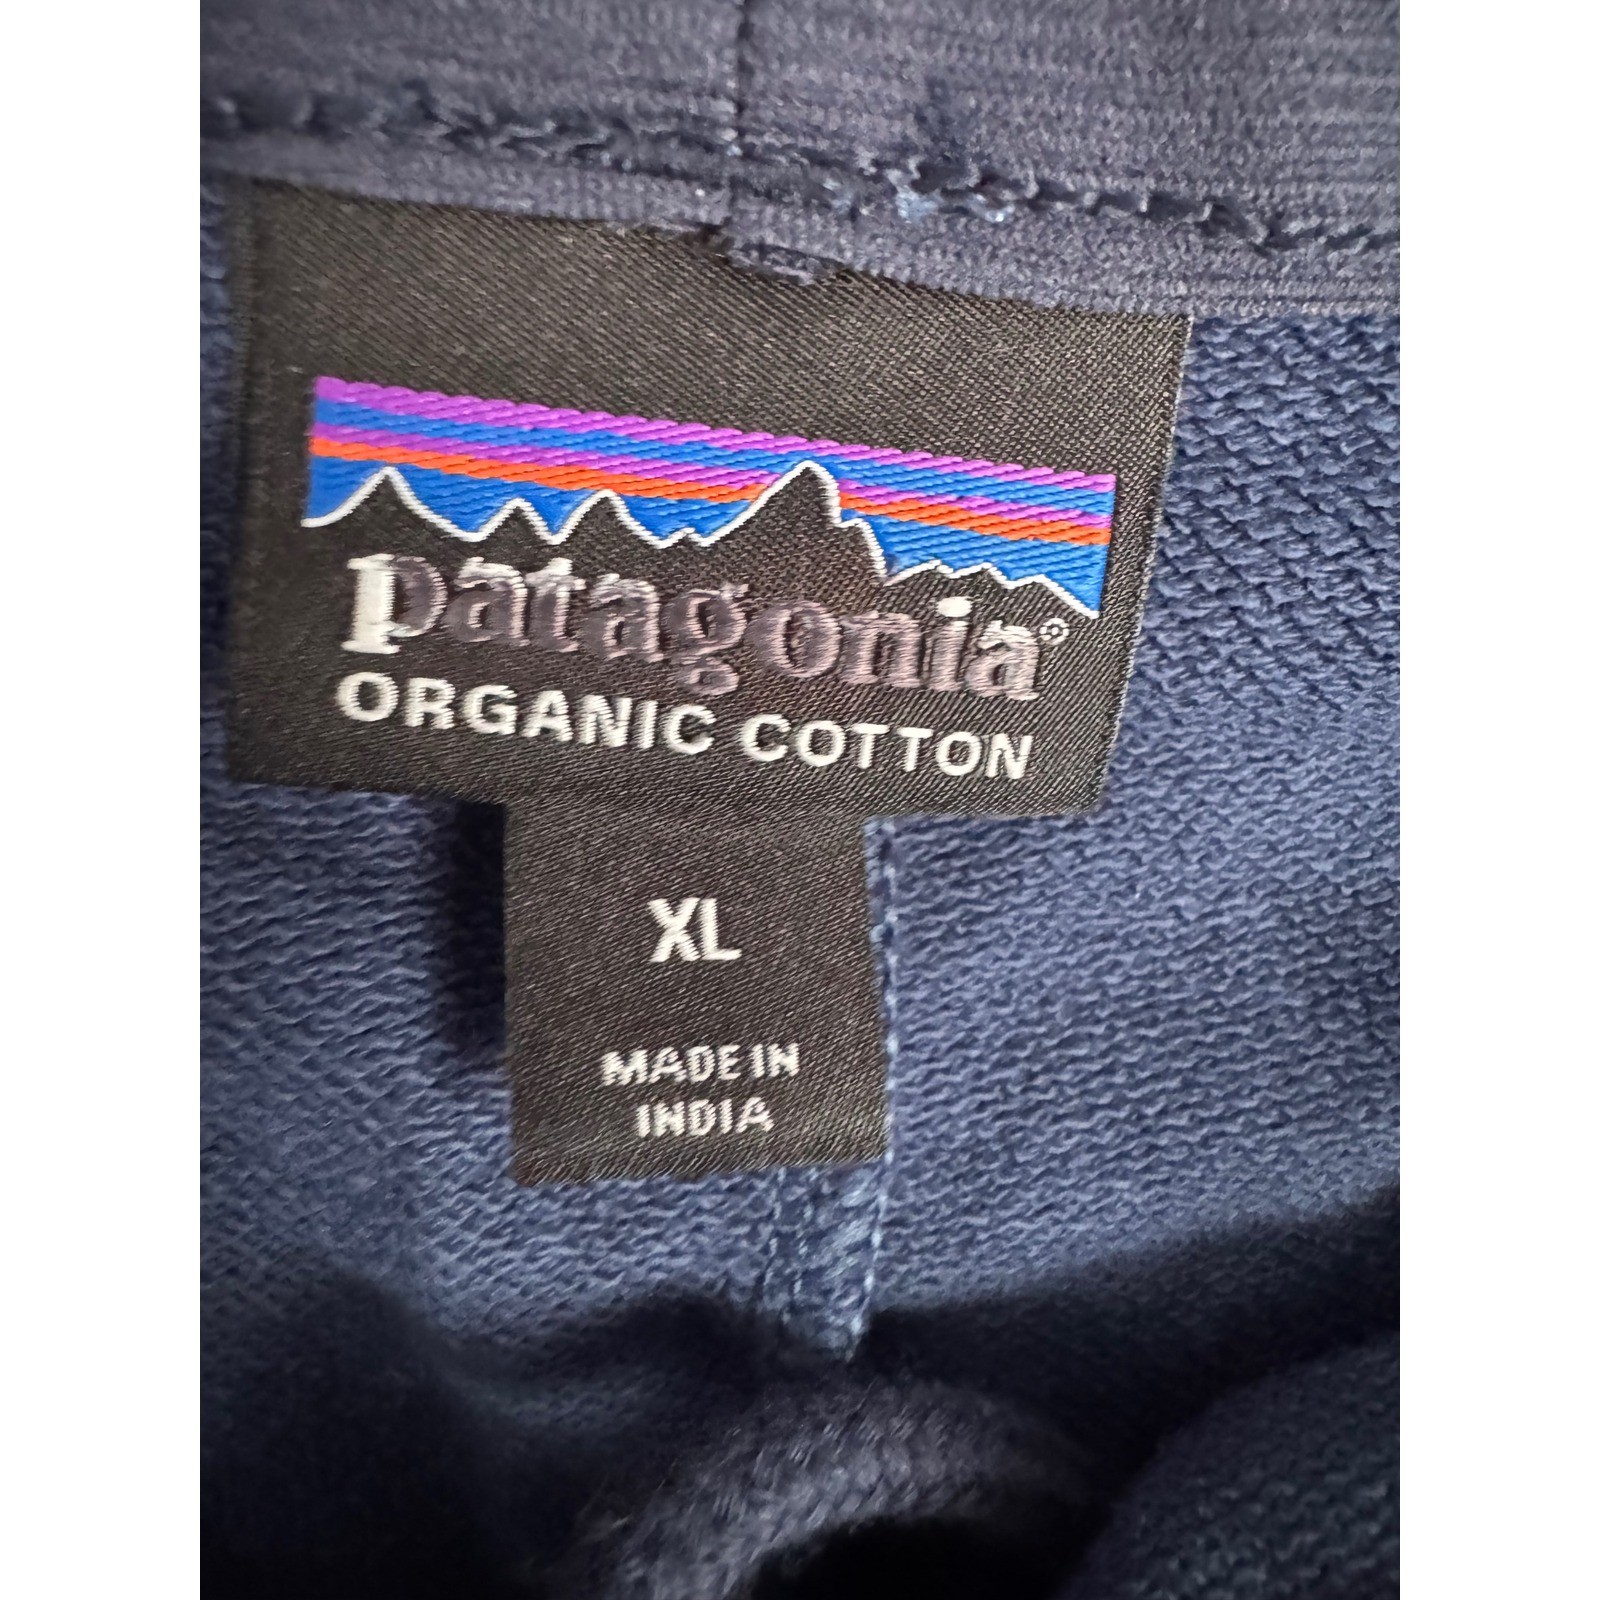 patagonia®
ORGANIC COTTON
XL
MADE IN
INDIA